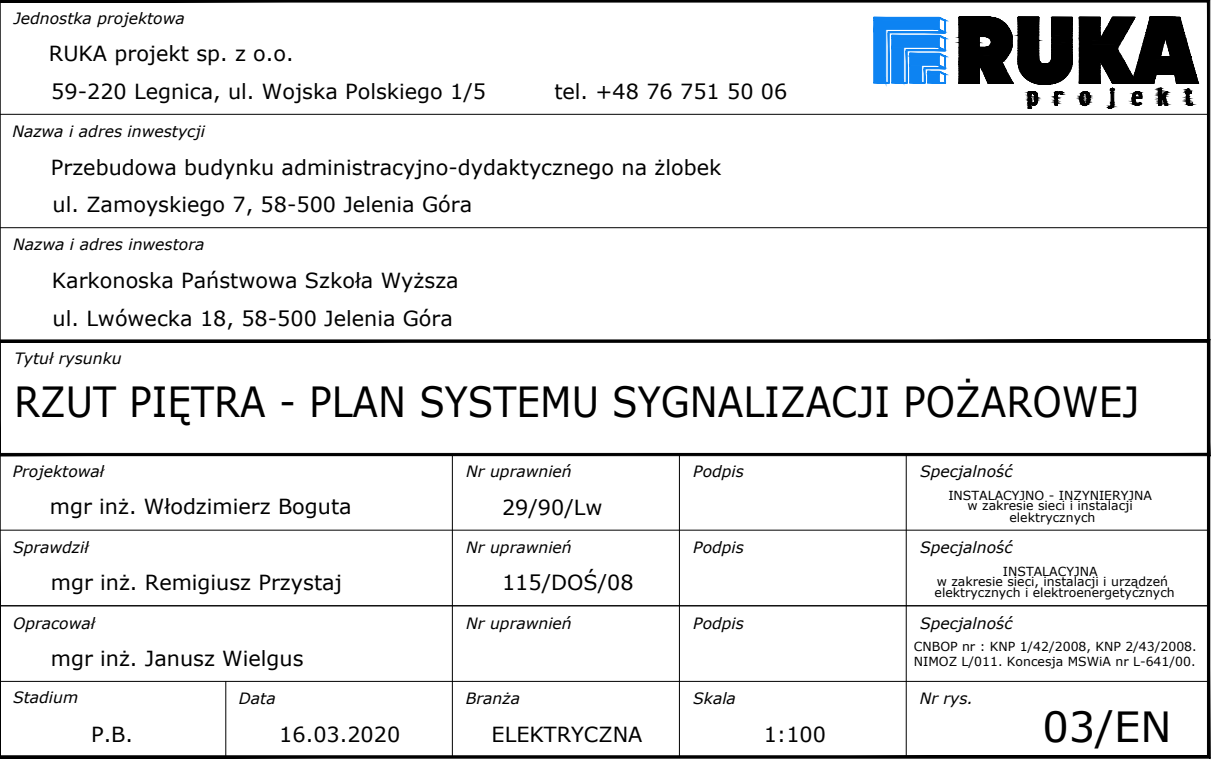 Jednostka projektowa
RUKA projekt sp. z o.o.
59-220 Legnica, ul. Wojska Polskiego 1/5 tel. +48 76 751 50 06
RUKA
projekt
Nazwa i adres inwestycji
Przebudowa budynku administracyjno-dydaktycznego na żlobek
ul. Zamoyskiego 7, 58-500 Jelenia Góra
Nazwa i adres inwestora
Karkonoska Państwowa Szkoła Wyższa
ul. Lwówecka 18, 58-500 Jelenia Góra
Tytuł rysunku
RZUT PIĘTRA - PLAN SYSTEMU SYGNALIZACJI POŻAROWEJ
Projektował
mgr inż. Włodzimierz Boguta
Nr uprawnień
29/90/Lw
Podpis
Specjalność
INSTALACYJNO - INZYNIERYJNA
w zakresie sieci i instalacji
elektrycznych
Sprawdził
mgr inż. Remigiusz Przystaj
Nr uprawnień
115/DOŚ/08
Podpis
Specjalność
INSTALACYJNA
w zakresie sieci, instalacji i urządzeń
elektrycznych i elektroenergetycznych
Opracował
mgr inż. Janusz Wielgus
Nr uprawnień
Podpis
Specjalność
CNBOP nr : KNP 1/42/2008, KNP 2/43/2008.
NIMOZ L/011. Koncesja MSWiA nr L-641/00.
Stadium
P.B.
Data
16.03.2020
Branża
ELEKTRYCZNA
Skala
1:100
Nr rys.
03/EN